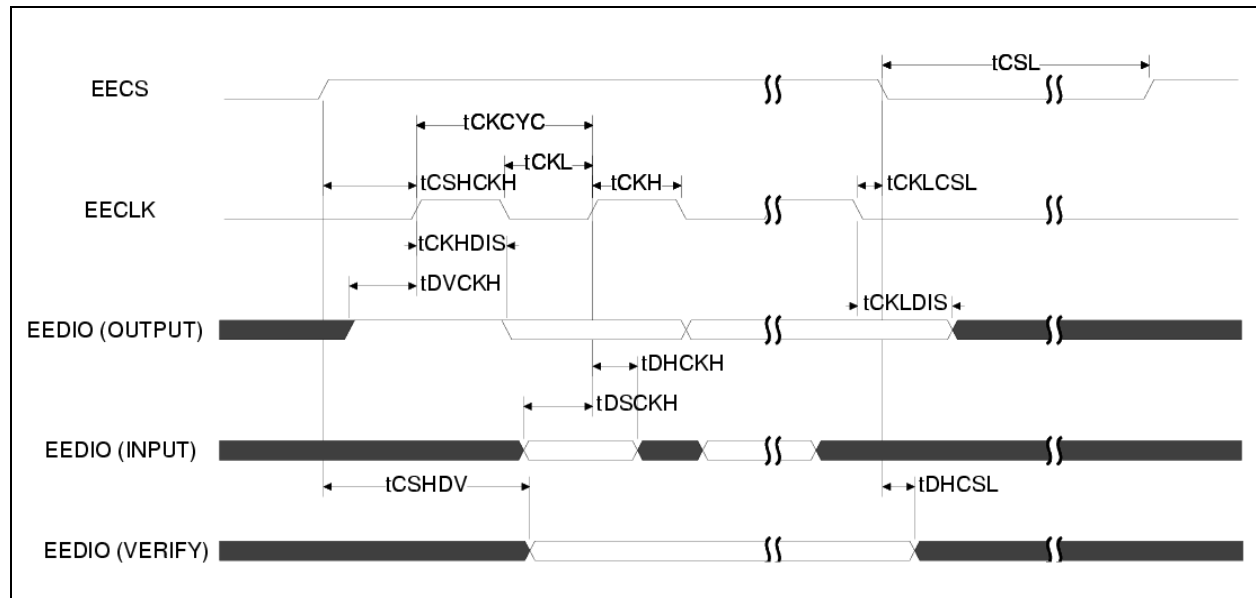 tCSL
EECS
tCKCYC
tCKL
tCSHCKH
tCKH
tCKLCSL
EECLK
tCKHDIS
tDVCKH
tCKLDIS
EEDIO (OUTPUT)
tDHCKH
tDSCKH
EEDIO (INPUT)
tCSHDV
tDHCSL
EEDIO (VERIFY)